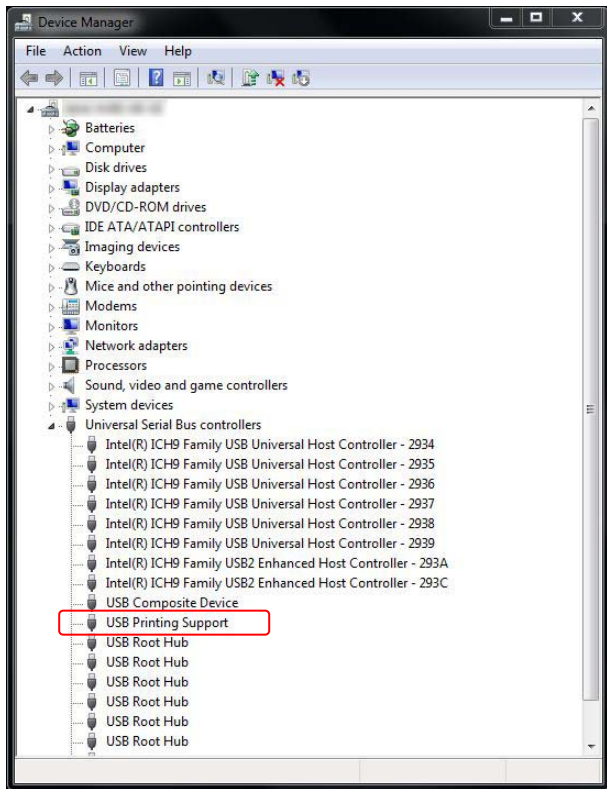 Device Manager
File Action View Help
Batteries
Computer
Disk drives
Display adapters
DVD/CD-ROM drives
IDE ATA/ATAPI controllers
Imaging devices
Keyboards
Mice and other pointing devices
Modems
Monitors
Network adapters
Processors
Sound, video and game controllers
System devices
Universal Serial Bus controllers
Intel(R) ICH9 Family USB Universal Host Controller - 2934
Intel(R) ICH9 Family USB Universal Host Controller - 2935
Intel(R) ICH9 Family USB Universal Host Controller - 2936
Intel(R) ICH9 Family USB Universal Host Controller - 2937
Intel(R) ICH9 Family USB Universal Host Controller - 2938
Intel(R) ICH9 Family USB Universal Host Controller - 2939
Intel(R) ICH9 Family USB2 Enhanced Host Controller - 293A
Intel(R) ICH9 Family USB2 Enhanced Host Controller - 293C
USB Composite Device
USB Printing Support
USB Root Hub
USB Root Hub
USB Root Hub
USB Root Hub
USB Root Hub
USB Root Hub